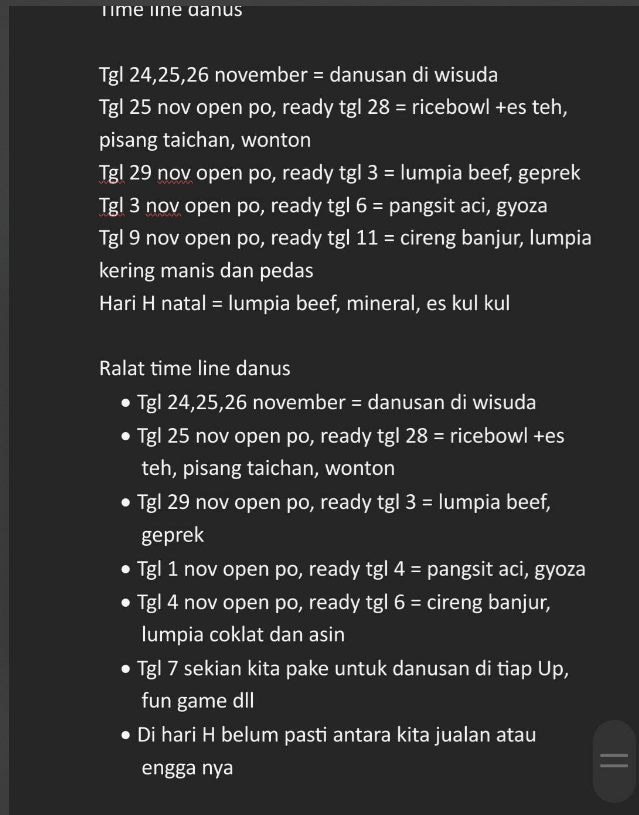 Time line danus
Tgl 24,25,26 november = danusan di wisuda
Tgl 25 nov open po, ready tgl 28 = ricebowl +es teh,
pisang taichan, wonton
Tgl 29 nov open po, ready tgl 3 = lumpia beef, geprek
Tgl 3 nov open po, ready tgl 6 = pangsit aci, gyoza
Tgl 9 nov open po, ready tgl 11 = cireng banjur, lumpia
kering manis dan pedas
Hari H natal = lumpia beef, mineral, es kul kul
Ralat time line danus
• Tgl 24,25,26 november = danusan di wisuda
• Tgl 25 nov open po, ready tgl 28 = ricebowl +es
teh, pisang taichan, wonton
• Tgl 29 nov open po, ready tgl 3 = lumpia beef,
geprek
• Tgl 1 nov open po, ready tgl 4 = pangsit aci, gyoza
• Tgl 4 nov open po, ready tgl 6 = cireng banjur,
lumpia coklat dan asin
• Tgl 7 sekian kita pake untuk danusan di tiap Up,
fun game dll
• Di hari H belum pasti antara kita jualan atau
engga nya